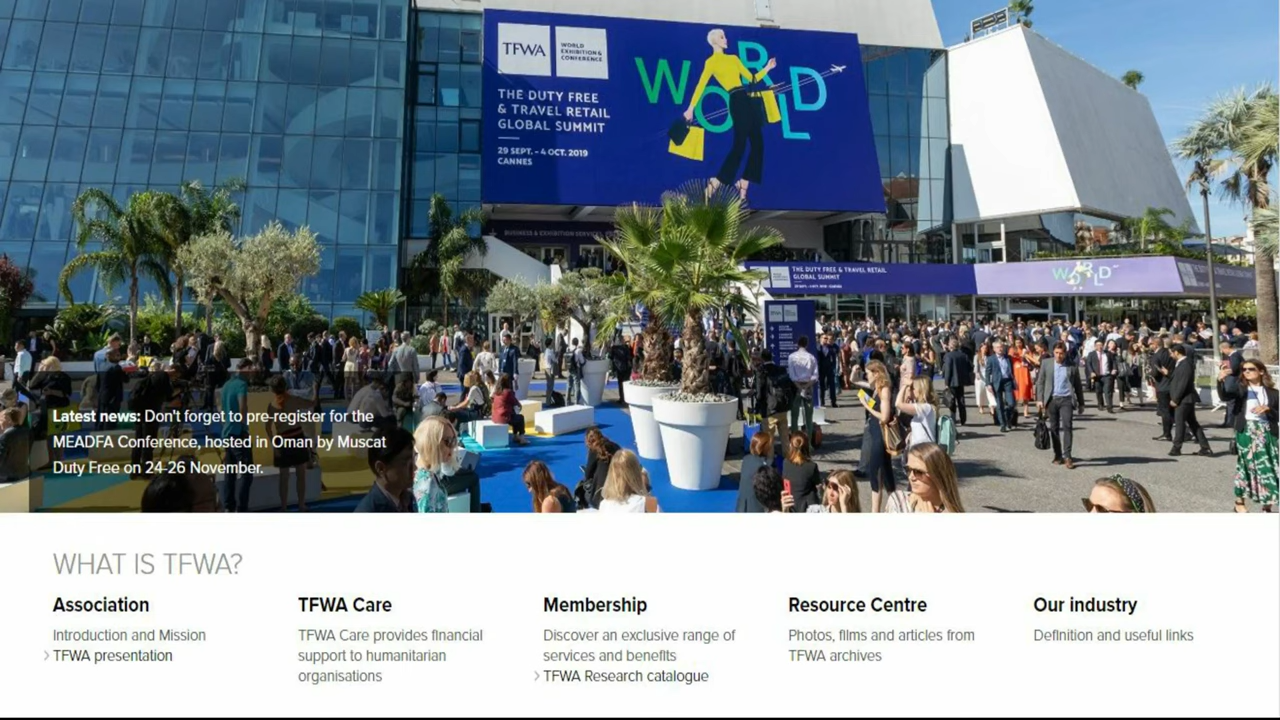 TFWA
WORLD
EXHIBITION &
CONFERENCE
WORLD
THE DUTY FREE
& TRAVEL RETAIL
GLOBAL SUMMIT
29 SEPT. - 4 OCT. 2019
CANNES
BUSINESS & EXHIBITION SERVICES
THE DUTY FREE & TRAVEL RETAIL
GLOBAL SUMMIT
WORLD
Latest news: Don't forget to pre-register for the
MEADFA Conference, hosted in Oman by Muscat
Duty Free on 24-26 November.
WHAT IS TFWA?
Association
Introduction and Mission
> TFWA presentation
TFWA Care
TFWA Care provides financial
support to humanitarian
organisations
Membership
Discover an exclusive range of
services and benefits
> TFWA Research catalogue
Resource Centre
Photos, films and articles from
TFWA archives
Our industry
Definition and useful links